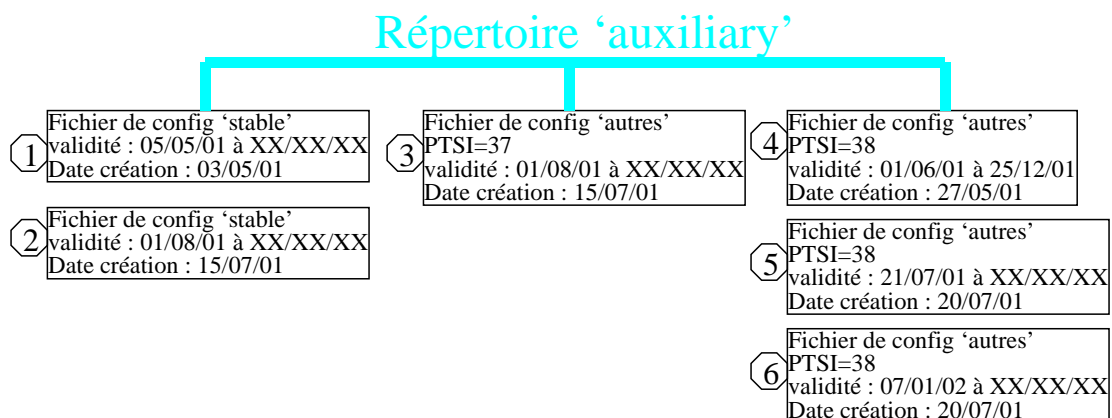 Répertoire ‘auxiliary’
1
Fichier de config ‘stable’
validité : 05/05/01 à XX/XX/XX
Date création : 03/05/01
2
Fichier de config ‘stable’
validité : 01/08/01 à XX/XX/XX
Date création : 15/07/01
3
Fichier de config ‘autres’
PTSI=37
validité : 01/08/01 à XX/XX/XX
Date création : 15/07/01
4
Fichier de config ‘autres’
PTSI=38
validité : 01/06/01 à 25/12/01
Date création : 27/05/01
5
Fichier de config ‘autres’
PTSI=38
validité : 21/07/01 à XX/XX/XX
Date création : 20/07/01
6
Fichier de config ‘autres’
PTSI=38
validité : 07/01/02 à XX/XX/XX
Date création : 20/07/01